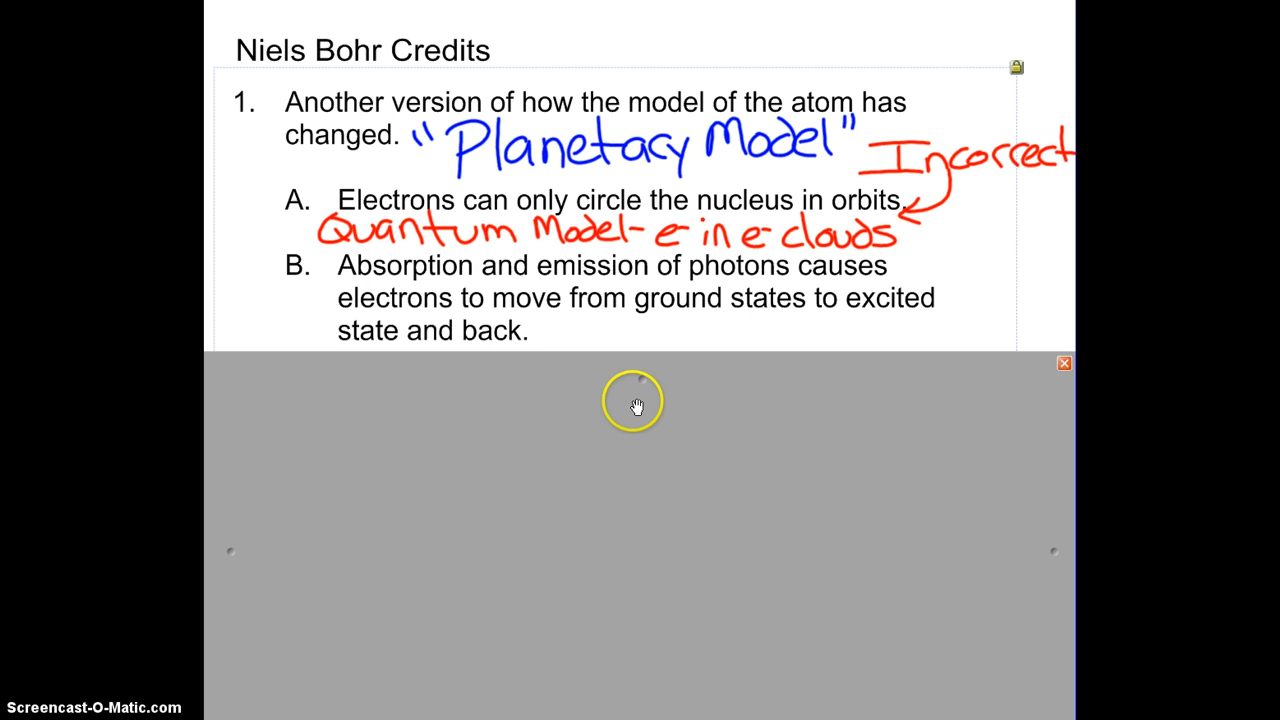 Niels Bohr Credits
1. Another version of how the model of the atom has
changed. "Planetary Model"
Incorrect
A. Electrons can only circle the nucleus in orbits.
Quantum Model- e⁻ in e⁻ clouds
B. Absorption and emission of photons causes
electrons to move from ground states to excited
state and back.
Screencast-O-Matic.com